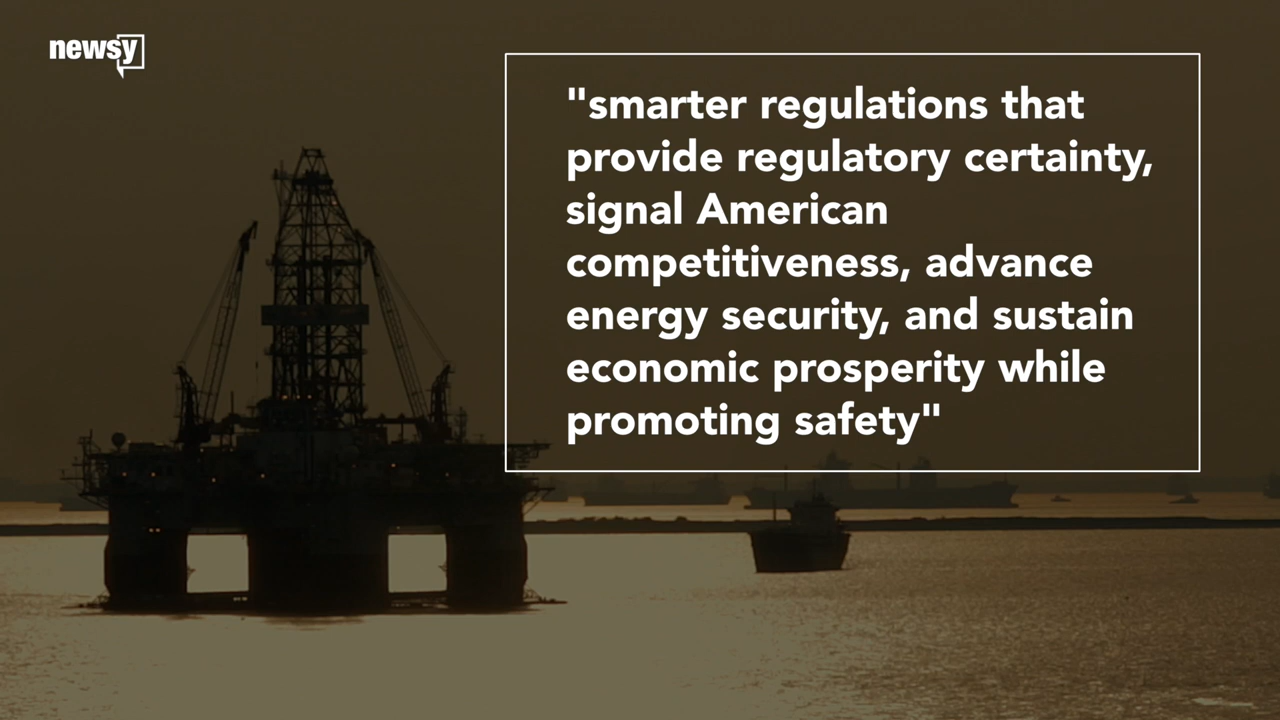 newsy
"smarter regulations that
provide regulatory certainty,
signal American
competitiveness, advance
energy security, and sustain
economic prosperity while
promoting safety"